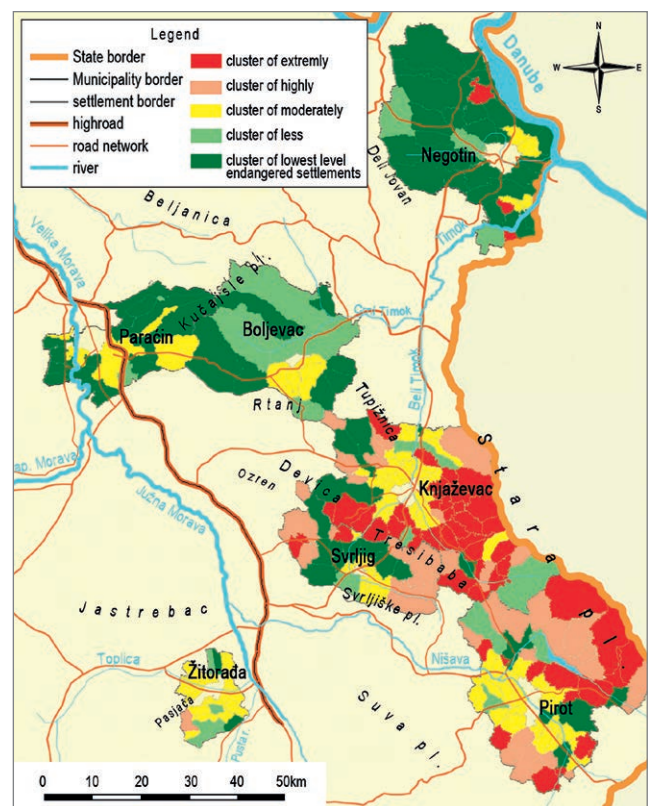 Legend
State border
Municipality border
settlement border
highroad
road network
river
cluster of extremly
cluster of highly
cluster of moderately
cluster of less
cluster of lowest level
endangered settlements
N
W E
S
Danube
Negotin
Deli Jovan
Timok
Beljanica
Velika Morava
Kučajske pl.
Crni Timok
Paraćin
Boljevac
Beli Timok
Rtanj
Tupižnica
Stara pl.
ap. Morava
Devica
Ozren
Knjaževac
Južna Morava
Tresibaba
Svrljig
Svrljiške pl.
Jastrebac
Toplica
Nišava
Žitorađa
Pasjača
Suva pl.
Pirot
Pusta r.
0 10 20 30 40 50km